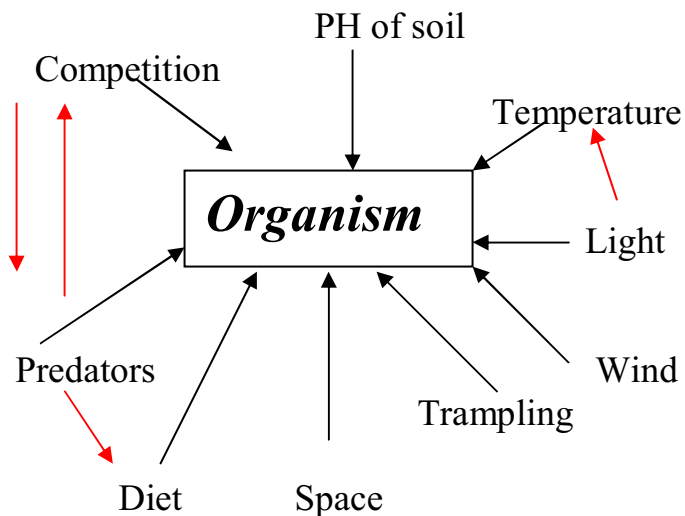 PH of soil
Competition
Temperature
Organism
Light
Predators
Wind
Trampling
Diet
Space